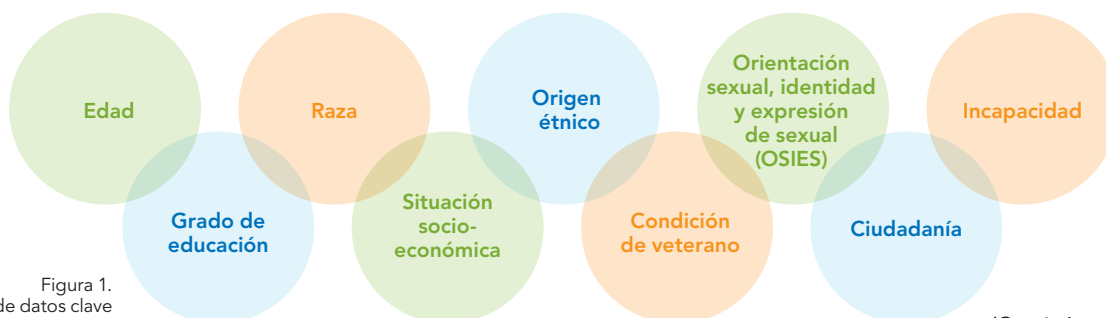 Edad
Raza
Origen
étnico
Orientación
sexual, identidad
y expresión
de sexual
(OSIES)
Incapacidad
Grado de
educación
Situación
socio-
económica
Condición
de veterano
Ciudadanía
Figura 1.
de datos clave